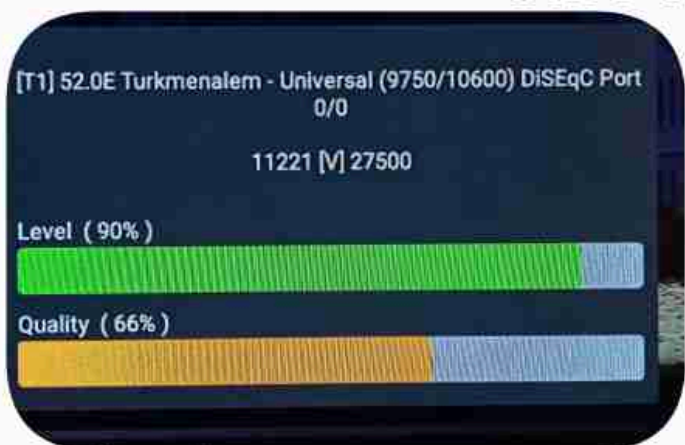 [T1] 52.0E Turkmenalem - Universal (9750/10600) DiSEqC Port
0/0
11221 [V] 27500
Level ( 90% )
Quality ( 66% )